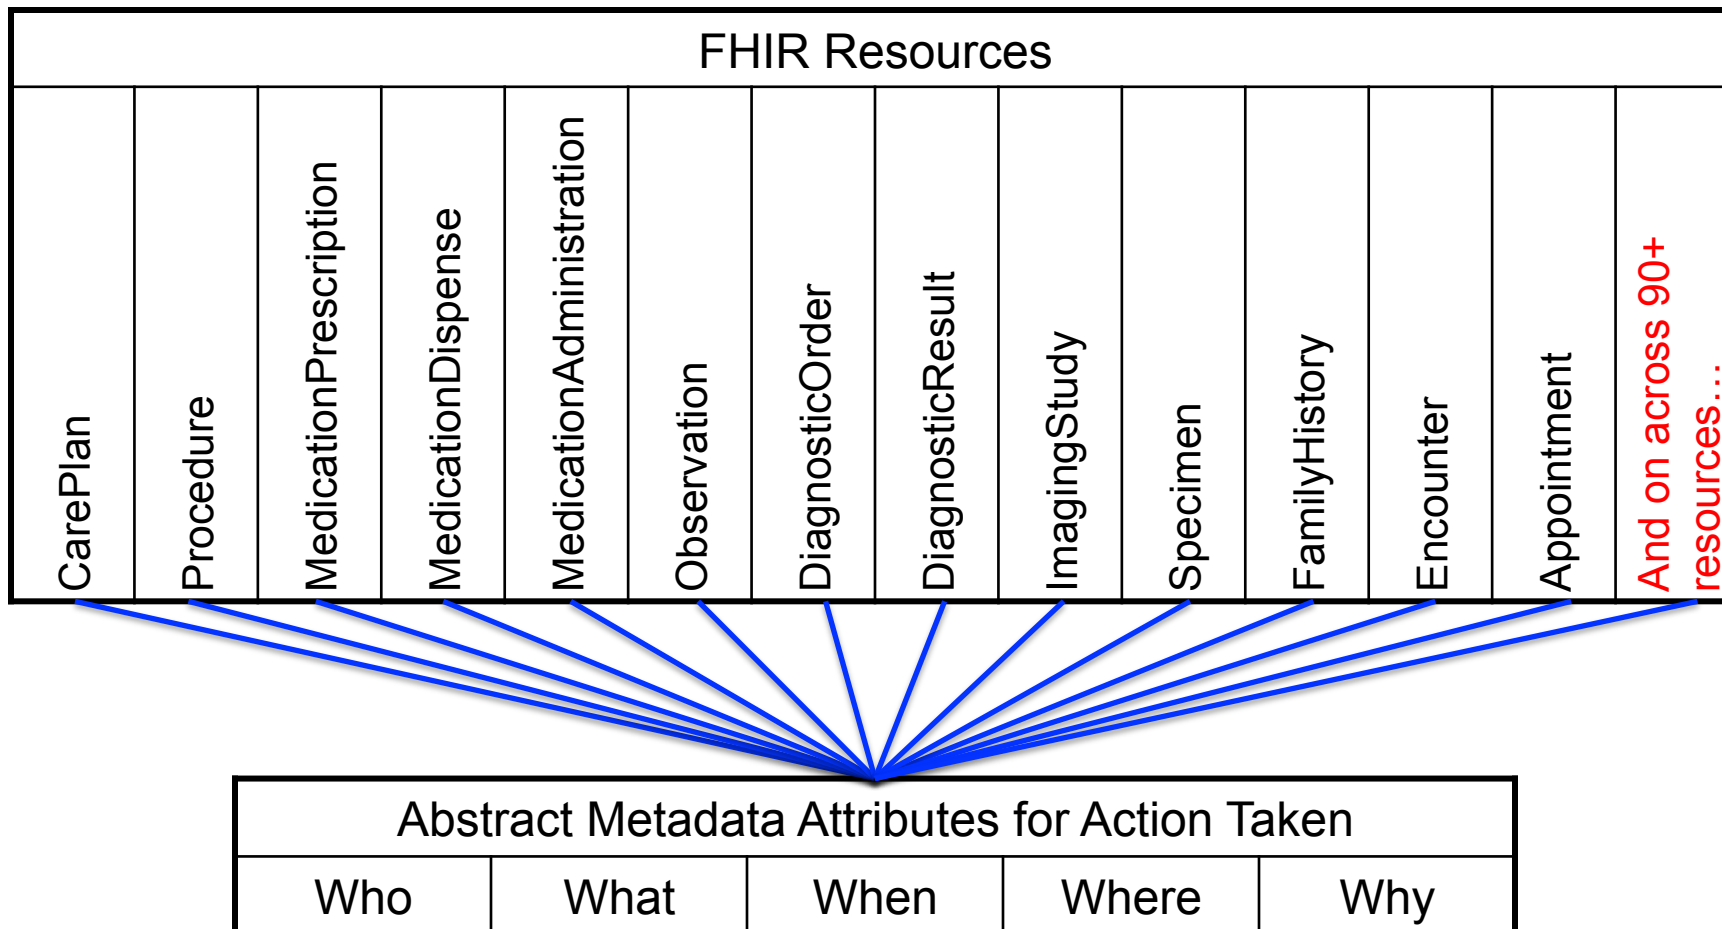 FHIR Resources
CarePlan
Procedure
MedicationPrescription
MedicationDispense
MedicationAdministration
Observation
DiagnosticOrder
DiagnosticResult
ImagingStudy
Specimen
FamilyHistory
Encounter
Appointment
And on across 90+
resources…
Abstract Metadata Attributes for Action Taken
Who
What
When
Where
Why